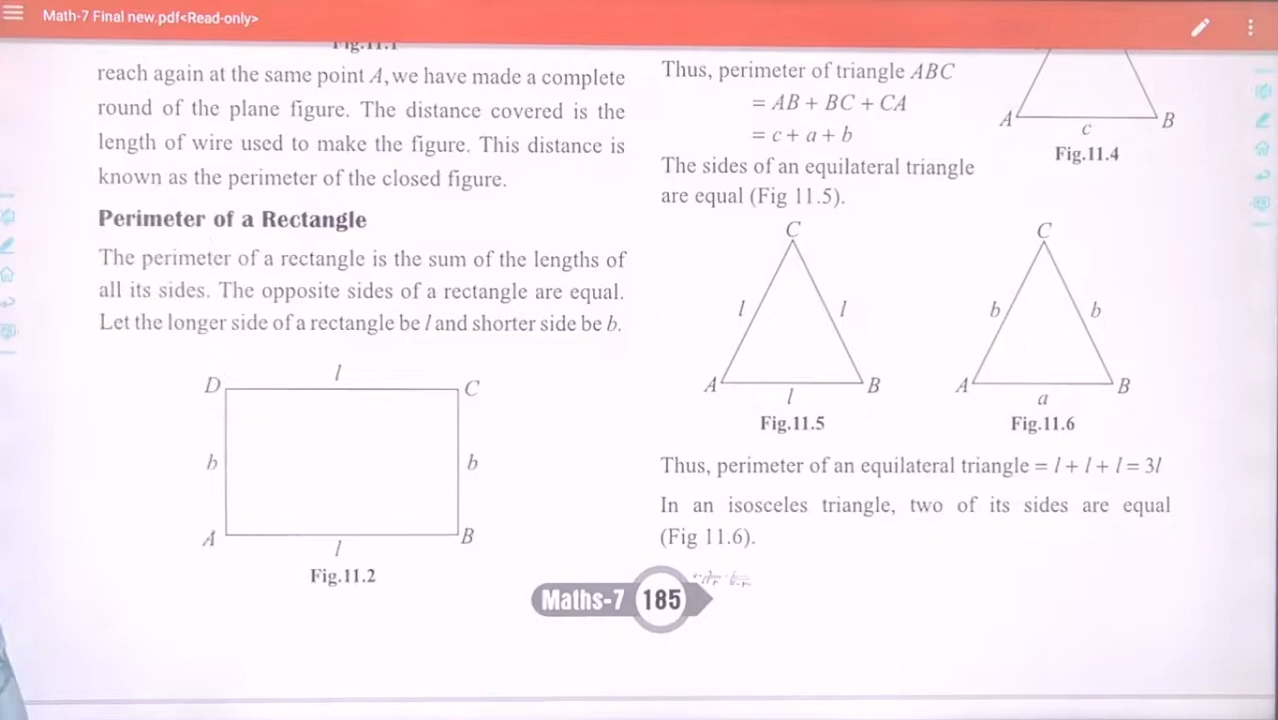 Math-7 Final new.pdf<Read-only>
Fig.11.1
reach again at the same point A, we have made a complete
round of the plane figure. The distance covered is the
length of wire used to make the figure. This distance is
known as the perimeter of the closed figure.
Perimeter of a Rectangle
The perimeter of a rectangle is the sum of the lengths of
all its sides. The opposite sides of a rectangle are equal.
Let the longer side of a rectangle be l and shorter side be b.
l
D C
b b
A B
l
Fig.11.2
Thus, perimeter of triangle ABC
= AB + BC + CA
= c + a + b
A B
c
Fig.11.4
The sides of an equilateral triangle
are equal (Fig 11.5).
C
l l
A B
l
Fig.11.5
C
b b
A B
a
Fig.11.6
Thus, perimeter of an equilateral triangle = l + l + l = 3l
In an isosceles triangle, two of its sides are equal
(Fig 11.6).
Maths-7 185